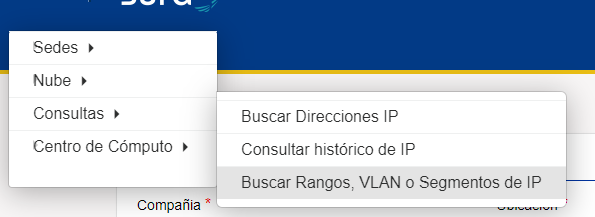 Sedes
Nube
Consultas
Centro de Cómputo
Buscar Direcciones IP
Consultar histórico de IP
Buscar Rangos, VLAN o Segmentos de IP
Compañia *